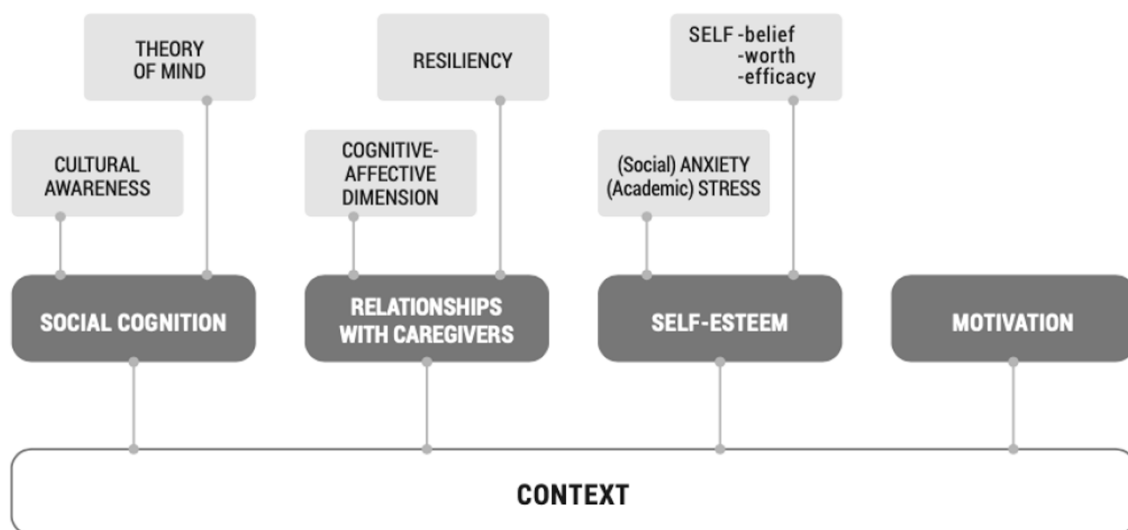 THEORY
OF MIND
RESILIENCY
SELF -belief
-worth
-efficacy
CULTURAL
AWARENESS
COGNITIVE-
AFFECTIVE
DIMENSION
(Social) ANXIETY
(Academic) STRESS
SOCIAL COGNITION
RELATIONSHIPS
WITH CAREGIVERS
SELF-ESTEEM
MOTIVATION
CONTEXT